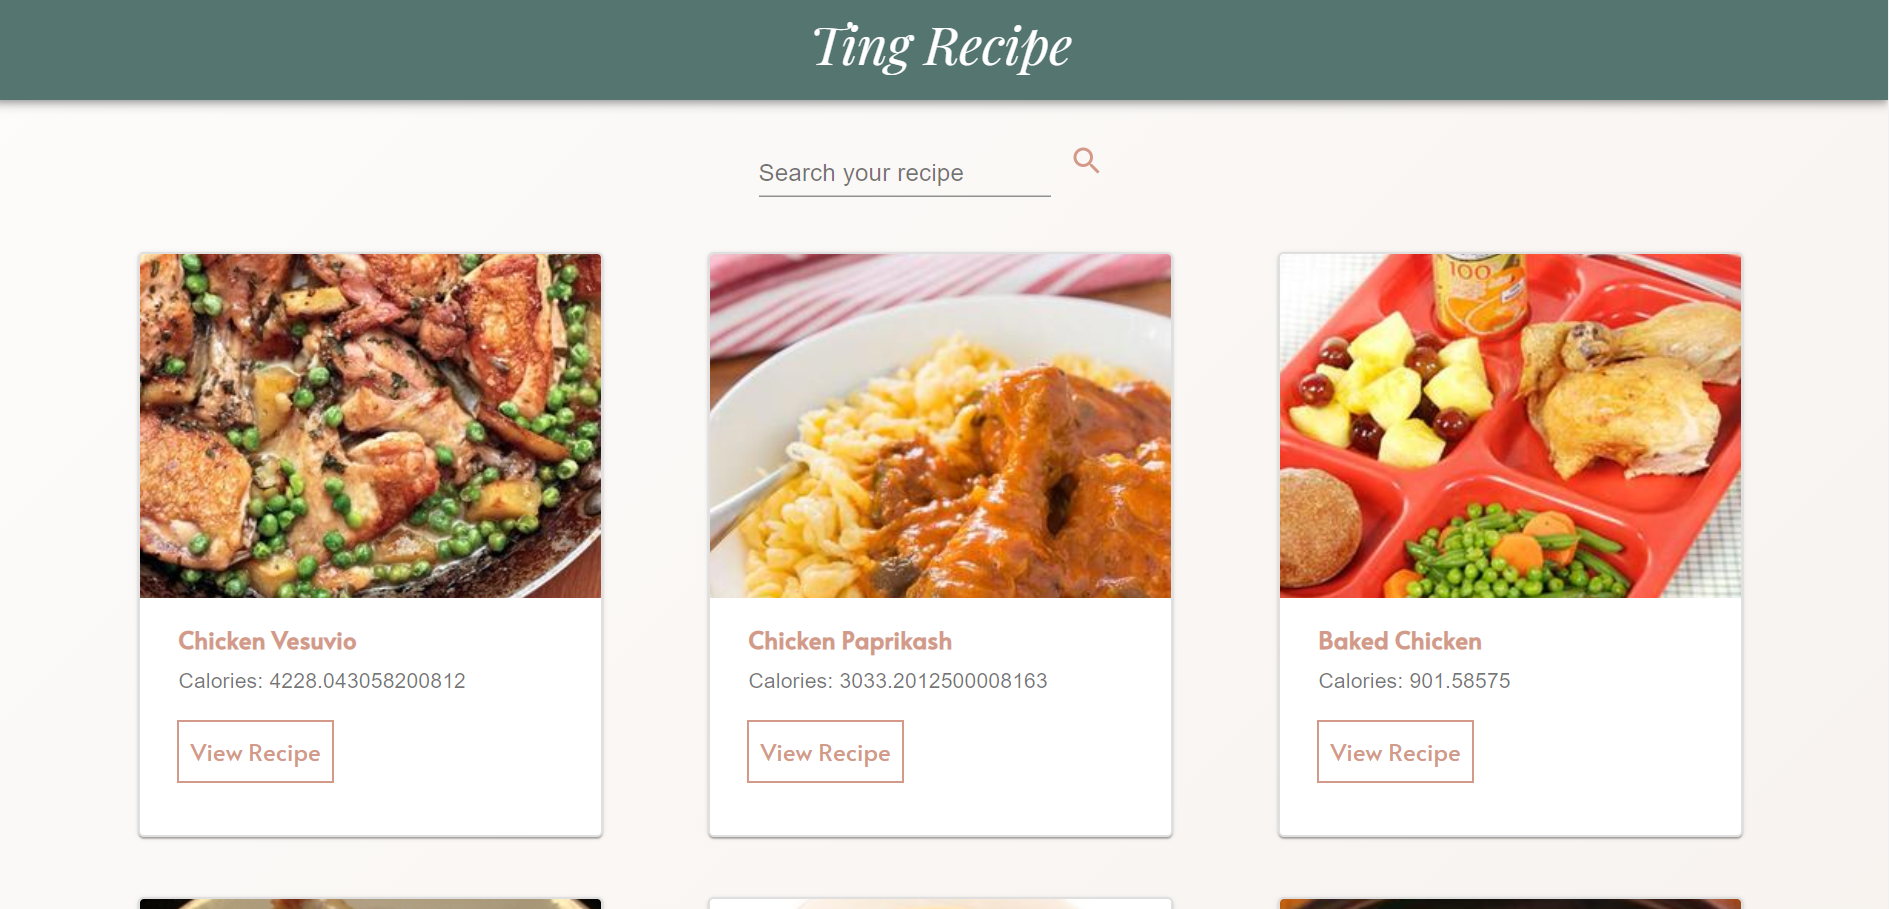 Ting Recipe
Search your recipe
100
Chicken Vesuvio
Calories: 4228.043058200812
View Recipe
Chicken Paprikash
Calories: 3033.2012500008163
View Recipe
Baked Chicken
Calories: 901.58575
View Recipe